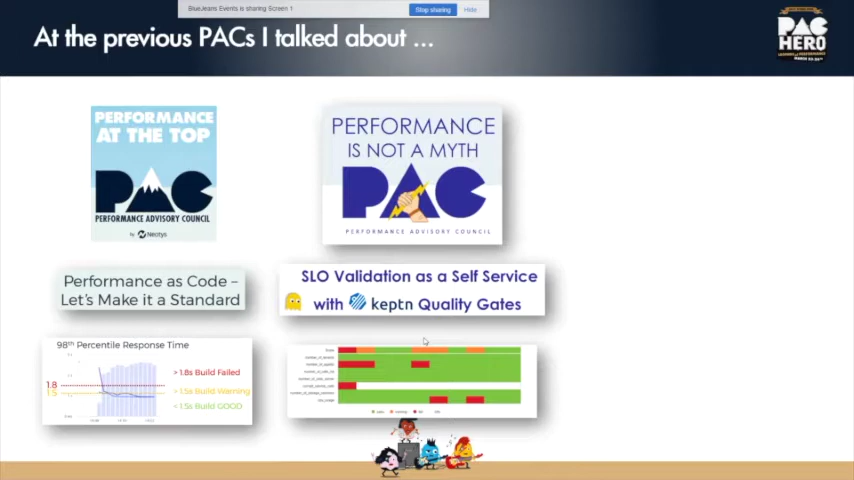 BlueJeans Events is sharing Screen 1
Stop sharing
Hide
At the previous PACs I talked about ...
PAC
HERO
PERFORMANCE
AT THE TOP
PAC
PERFORMANCE ADVISORY COUNCIL
by Neotys
PERFORMANCE
IS NOT A MYTH
PAC
PERFORMANCE ADVISORY COUNCIL
Performance as Code –
Let's Make it a Standard
SLO Validation as a Self Service
with keptn Quality Gates
98th Percentile Response Time
> 1.8s Build Failed
1.8
> 1.5s Build Warning
1.5
< 1.5s Build GOOD